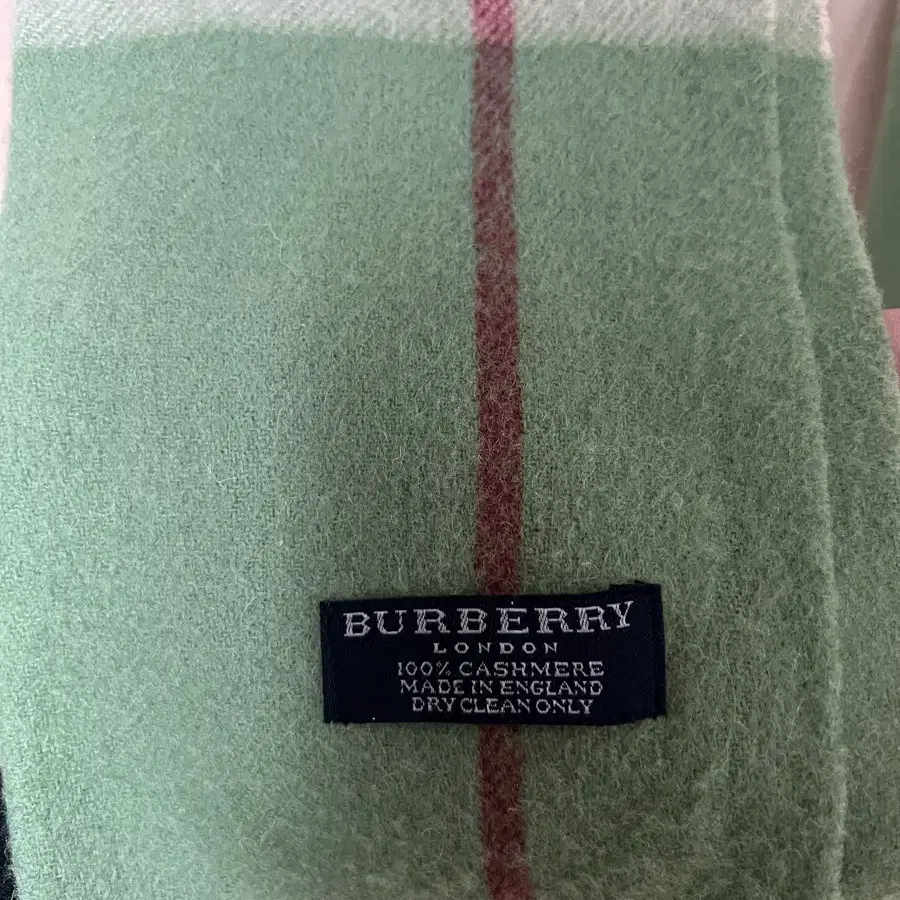 BURBERRY
LONDON
100% CASHMERE
MADE IN ENGLAND
DRY CLEAN ONLY